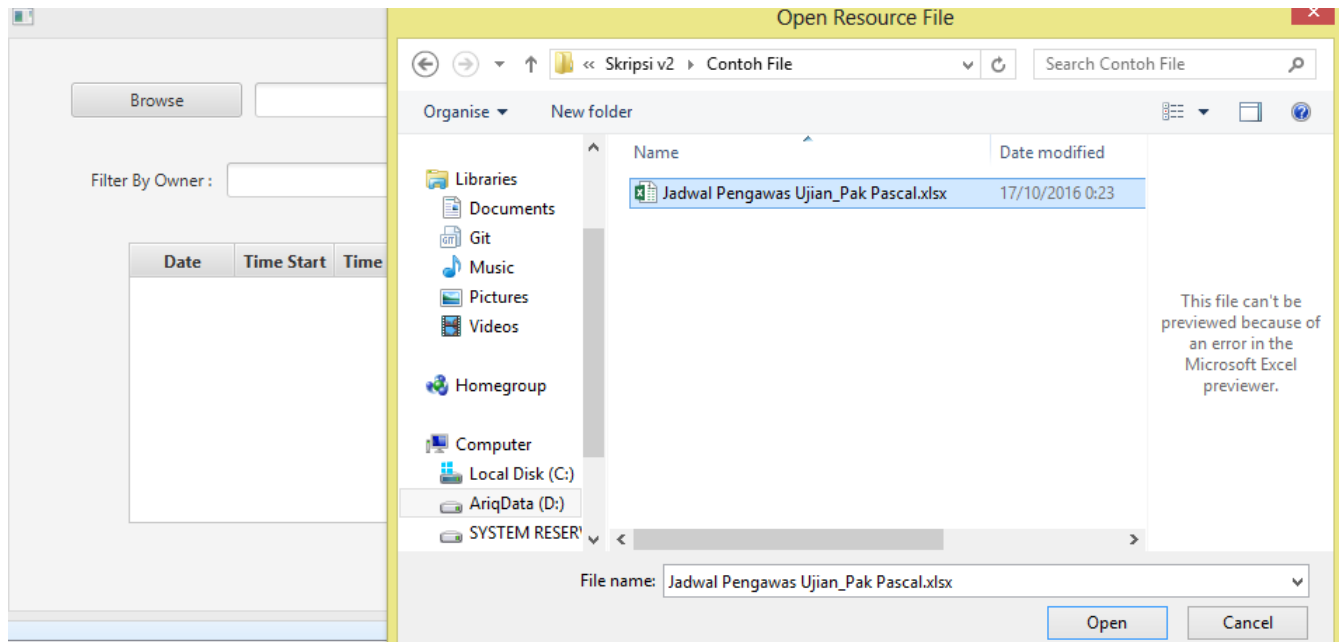 Browse
Filter By Owner :
Date Time Start Time
Open Resource File
« Skripsi v2 Contoh File
Search Contoh File
Organise New folder
Name Date modified
Libraries
Documents
Git
Music
Pictures
Videos
Homegroup
Computer
Local Disk (C:)
AriqData (D:)
SYSTEM RESER
Jadwal Pengawas Ujian_Pak Pascal.xlsx 17/10/2016 0:23
This file can't be
previewed because of
an error in the
Microsoft Excel
previewer.
File name: Jadwal Pengawas Ujian_Pak Pascal.xlsx
Open Cancel